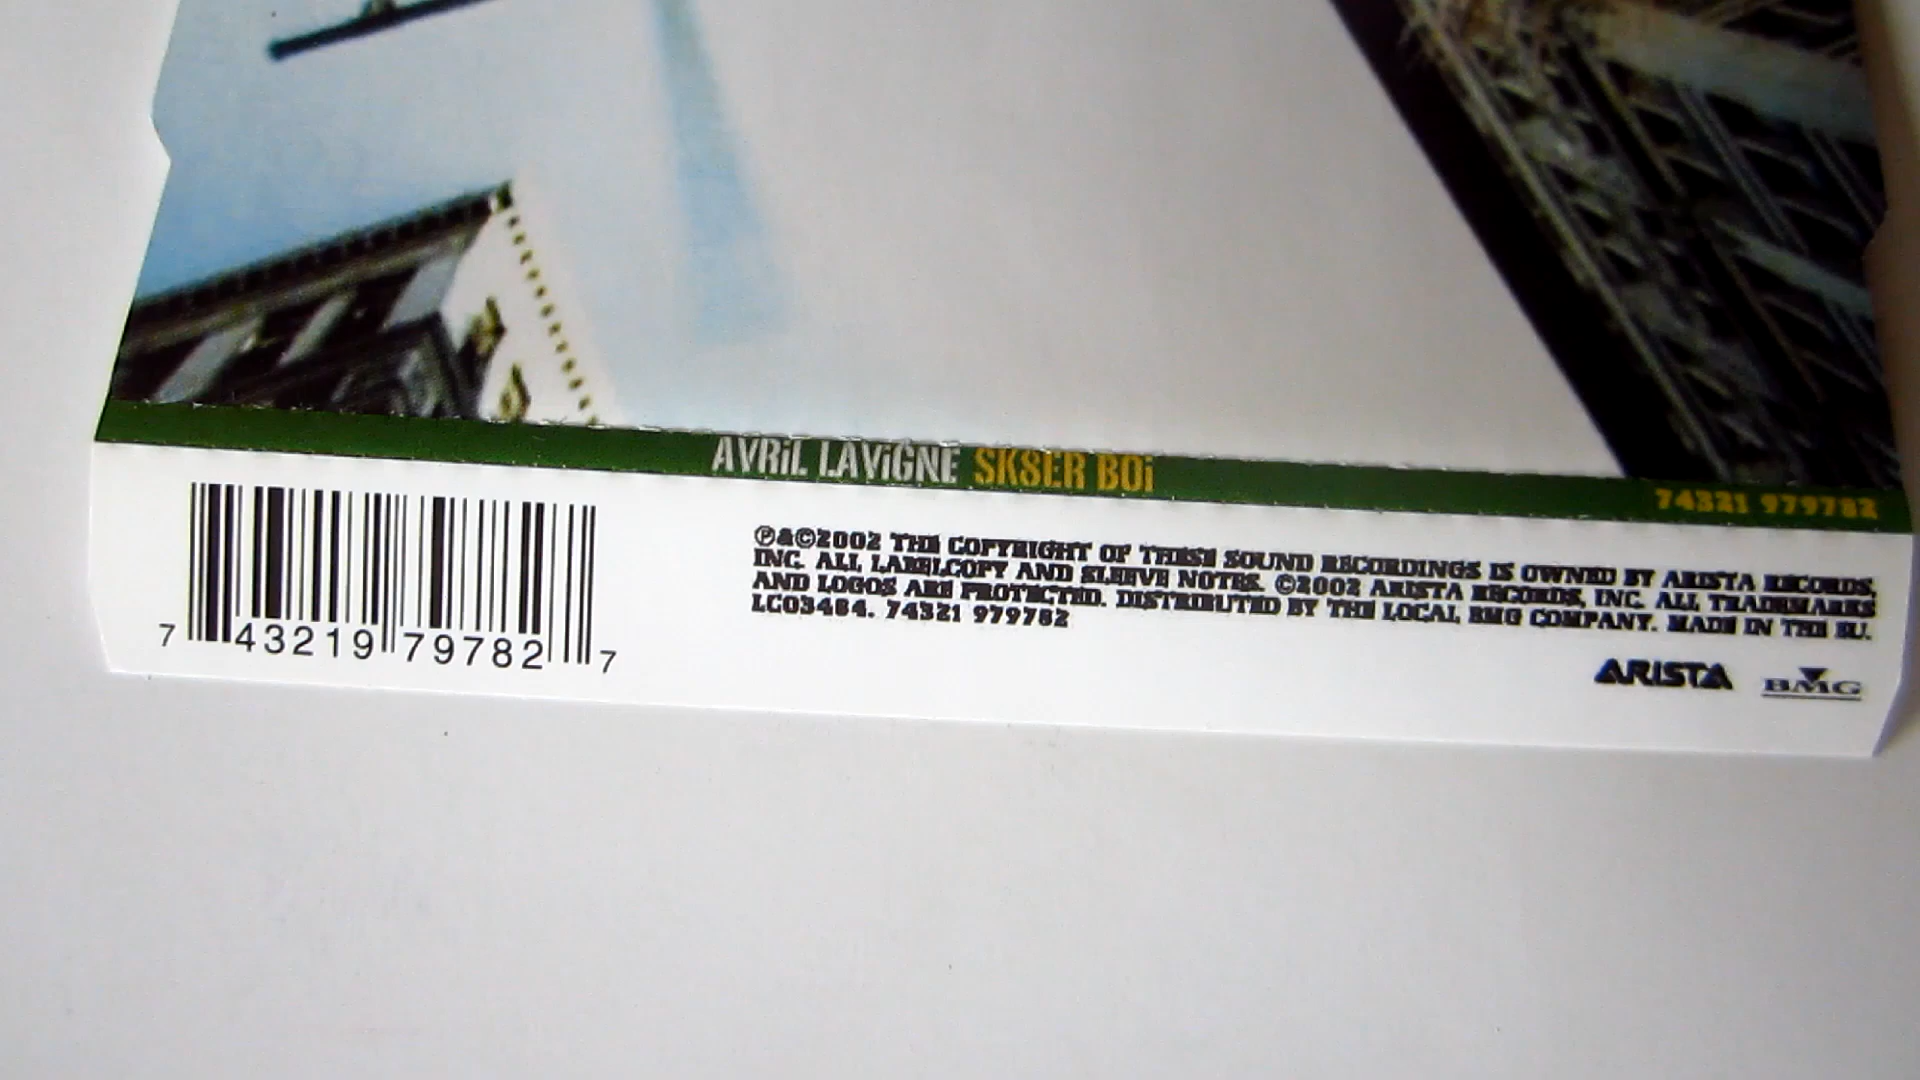 AVRiL LAViGNE SK8ER BOi
74321 979782
℗&©2002 THE COPYRIGHT OF THESE SOUND RECORDINGS IS OWNED BY ARISTA RECORDS,
INC. ALL LABELCOPY AND SLEEVE NOTES. ©2002 ARISTA RECORDS, INC. ALL TRADEMARKS
AND LOGOS ARE PROTECTED. DISTRIBUTED BY THE LOCAL BMG COMPANY. MADE IN THE EU.
LC03484. 74321 979782
7 43219 79782 7
ARISTA BMG